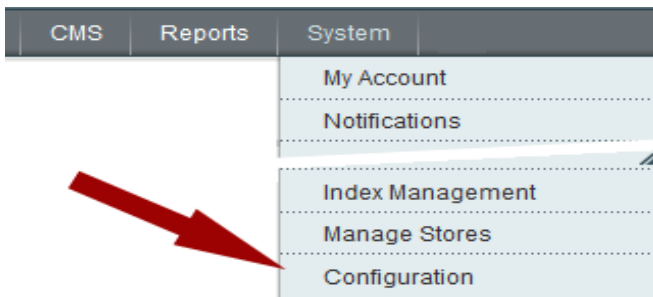 CMS Reports System
My Account
Notifications
Index Management
Manage Stores
Configuration